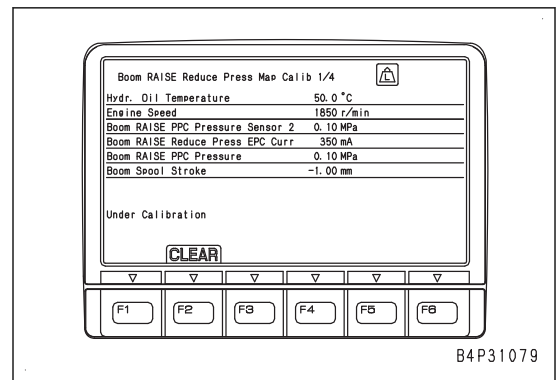 Boom RAISE Reduce Press Map Calib 1/4
L
Hydr. Oil Temperature 50.0°C
Engine Speed 1850 r/min
Boom RAISE PPC Pressure Sensor 2 0.10 MPa
Boom RAISE Reduce Press EPC Curr 350 mA
Boom RAISE PPC Pressure 0.10 MPa
Boom Spool Stroke -1.00 mm
Under Calibration
CLEAR
F1 F2 F3 F4 F5 F6
B4P31079